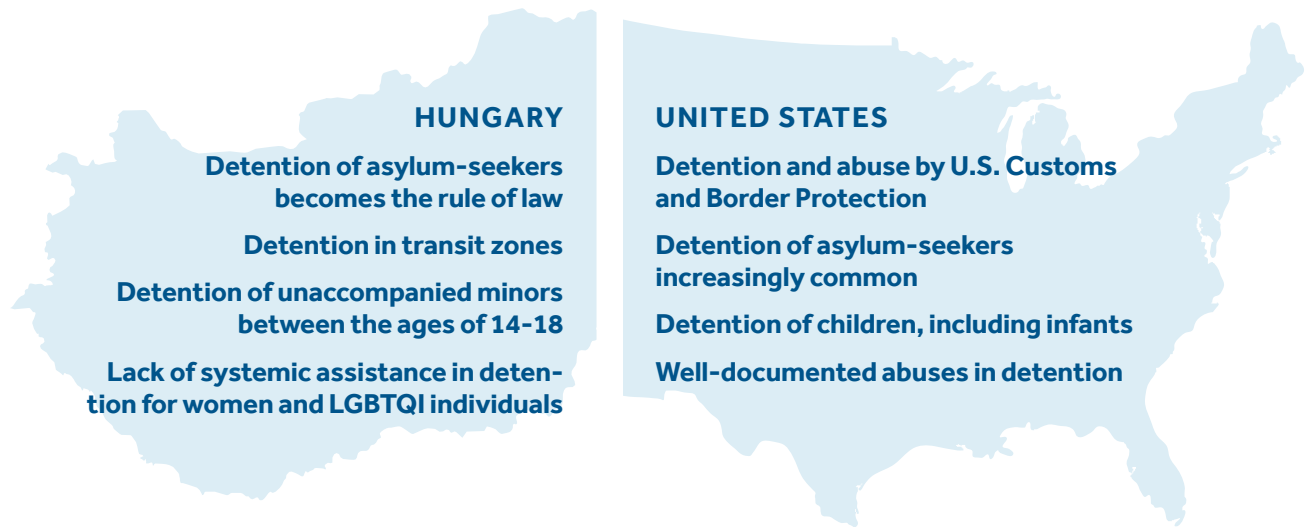 HUNGARY
Detention of asylum-seekers
becomes the rule of law
Detention in transit zones
Detention of unaccompanied minors
between the ages of 14-18
Lack of systemic assistance in deten-
tion for women and LGBTQI individuals
UNITED STATES
Detention and abuse by U.S. Customs
and Border Protection
Detention of asylum-seekers
increasingly common
Detention of children, including infants
Well-documented abuses in detention